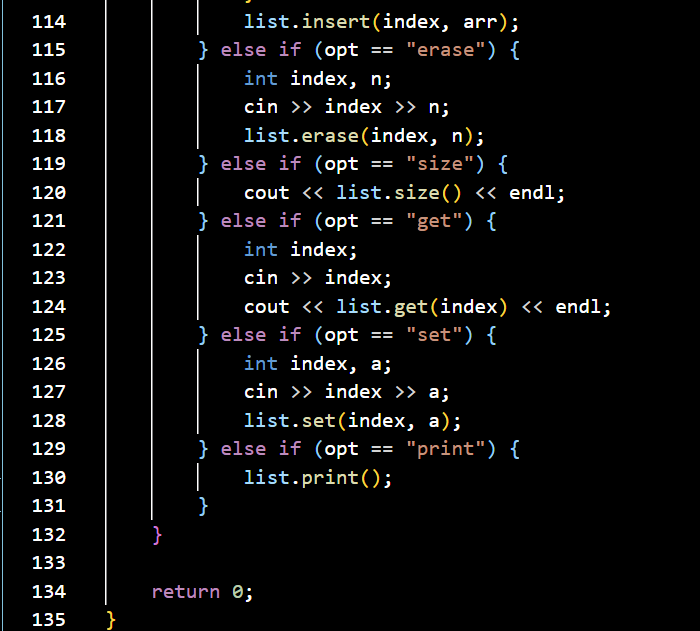 114 list.insert(index, arr);
115 } else if (opt == "erase") {
116 int index, n;
117 cin >> index >> n;
118 list.erase(index, n);
119 } else if (opt == "size") {
120 cout << list.size() << endl;
121 } else if (opt == "get") {
122 int index;
123 cin >> index;
124 cout << list.get(index) << endl;
125 } else if (opt == "set") {
126 int index, a;
127 cin >> index >> a;
128 list.set(index, a);
129 } else if (opt == "print") {
130 list.print();
131 }
132 }
133
134 return 0;
135 }